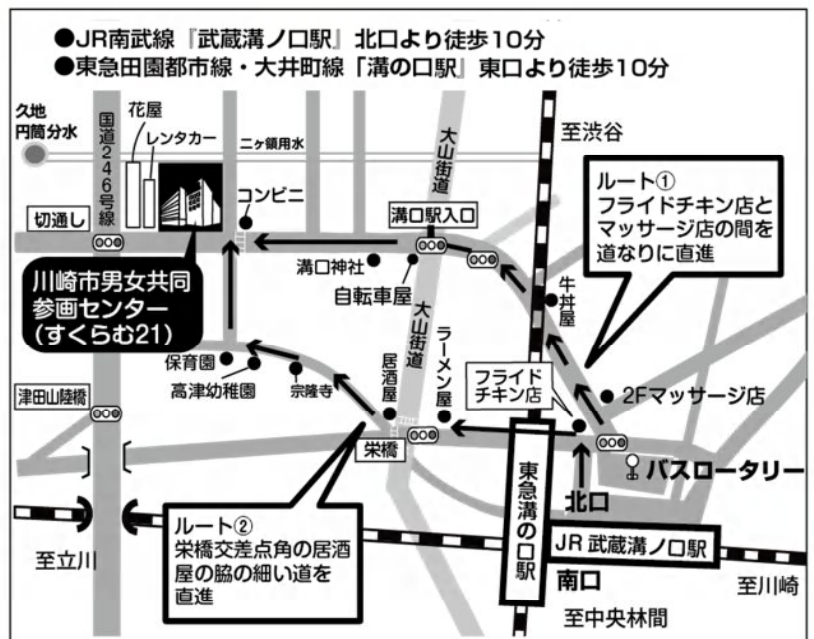 ●JR南武線『武蔵溝ノ口駅』北口より徒歩10分
●東急田園都市線・大井町線「溝の口駅」東口より徒歩10分
久地
円筒分水
国道246号線
花屋
レンタカー
二ヶ領用水
大山街道
至渋谷
コンビニ
溝口駅入口
切通し
溝口神社
自転車屋
牛丼屋
ルート①
フライドチキン店と
マッサージ店の間を
道なりに直進
川崎市男女共同
参画センター
(すくらむ21)
大山街道
保育園
高津幼稚園
宗隆寺
居酒屋
ラーメン屋
フライド
チキン店
2Fマッサージ店
津田山陸橋
栄橋
バスロータリー
北口
東急溝の口駅
ルート②
栄橋交差点角の居酒
屋の脇の細い道を
直進
JR 武蔵溝ノ口駅
南口
至立川
至川崎
至中央林間